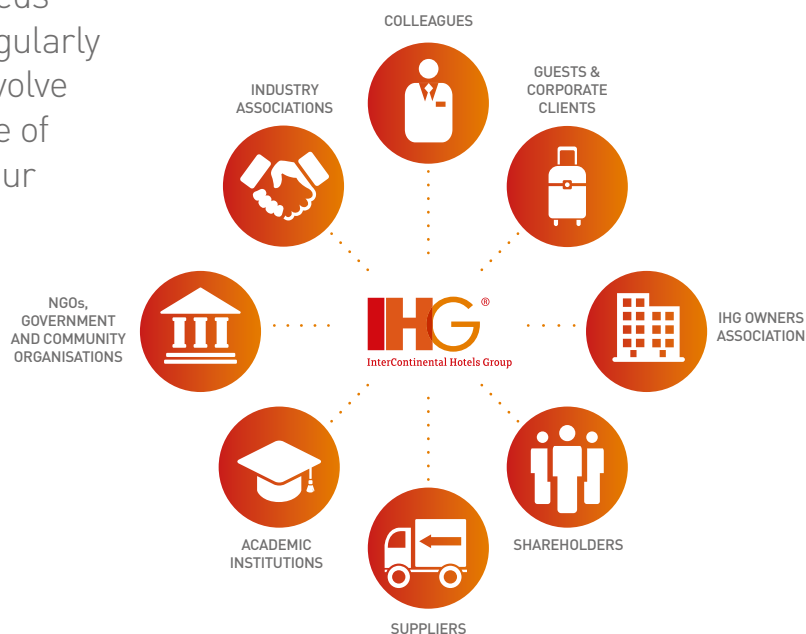 gularly
volve
e of
ur
COLLEAGUES
GUESTS &
CORPORATE
CLIENTS
IHG OWNERS
ASSOCIATION
SHAREHOLDERS
SUPPLIERS
ACADEMIC
INSTITUTIONS
NGOs,
GOVERNMENT
AND COMMUNITY
ORGANISATIONS
INDUSTRY
ASSOCIATIONS
IHG®
InterContinental Hotels Group